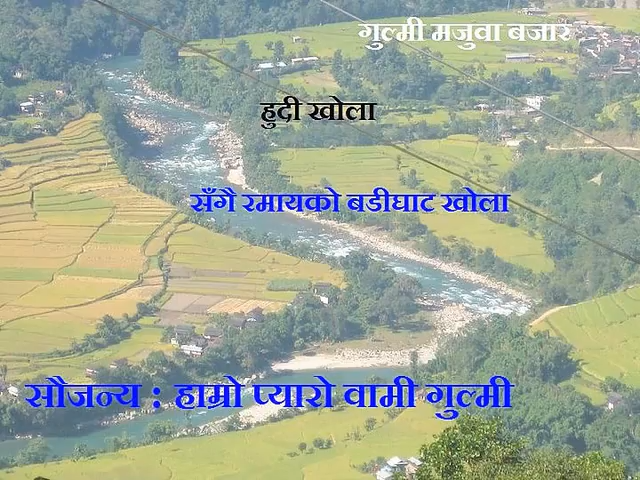 गुल्मी मजुवा बजार
हुदी खोला
सँगै रमायको बडीघाट खोला
सौजन्य : हाम्रो प्यारो वामी गुल्मी